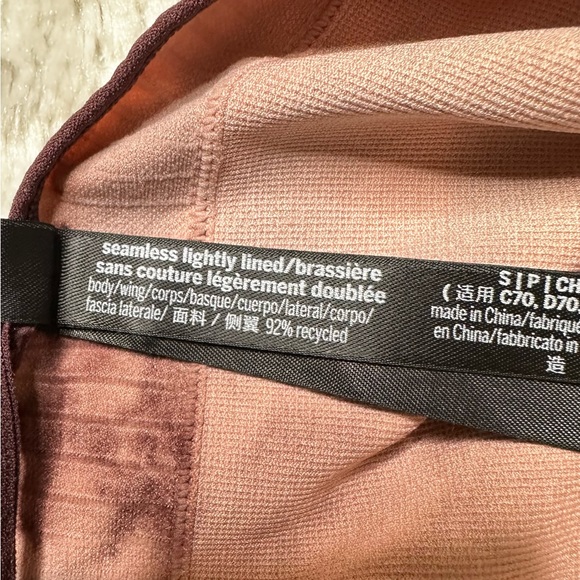 seamless lightly lined/brassière
sans couture légèrement doublée
body/wing/corps/basque/cuerpo/lateral/corpo/
fascia laterale/ 面料 / 侧翼 92% recycled
S | P | CH
( 适用 C70, D70
made in China/fabriqué
en China/fabbricato in
造